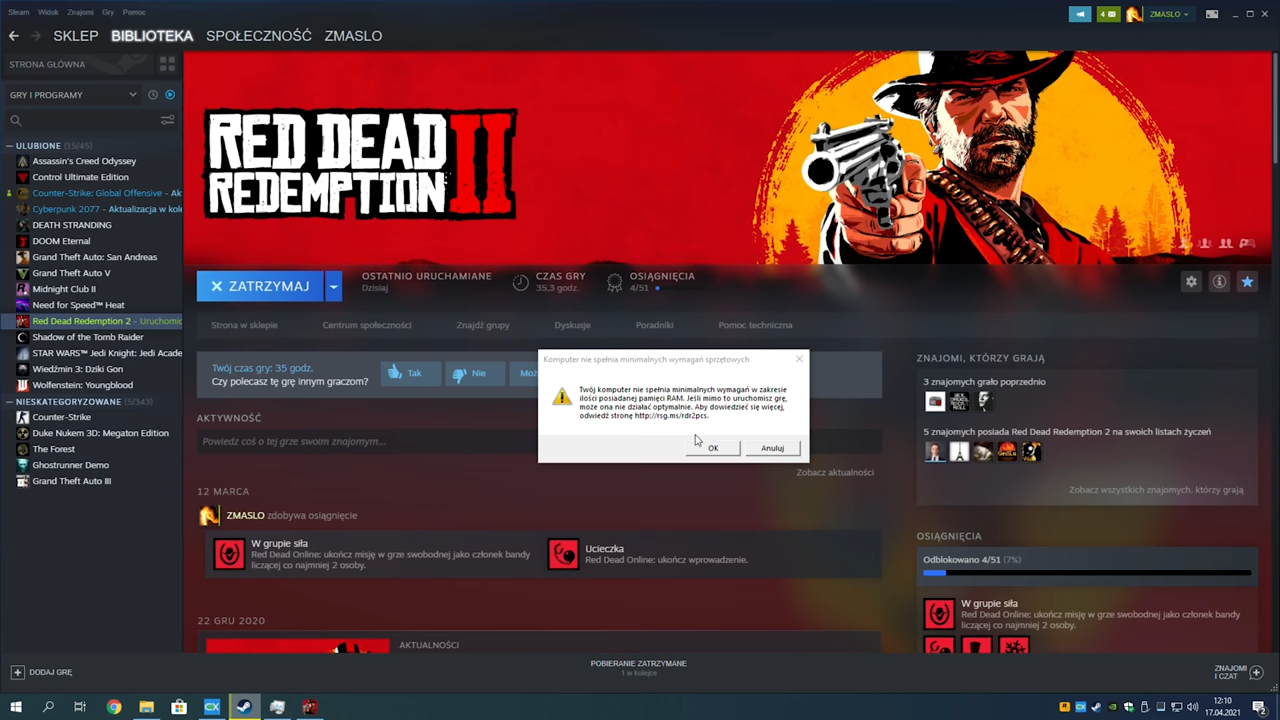 Steam Widok Znajomi Gry Pomoc
4
ZMASLO
SKLEP BIBLIOTEKA SPOŁECZNOŚĆ ZMASLO
STRONA GŁÓWNA
GRY I PROGRAMY
ULUBIONE (15/45)
Assassin's Creed Odyssey
Control Ultimate Edition
Counter-Strike: Global Offensive - Ak
Cyberpunk 2077 - Aktualizacja w kole
DEATH STRANDING
DOOM Eternal
Grand Theft Auto: San Andreas
Grand Theft Auto V
Midnight Club II
Need for Speed™ Heat
Red Dead Redemption 2 - Uruchomio
Shadow of the Tomb Raider
STAR WARS™ Jedi Knight: Jedi Acade
Wiedźmin 3: Dziki Gon
Wolfenstein: Youngblood
NIESKATEGORYZOWANE (5/343)
Counter-Strike
Duke Nukem 3D: Megaton Edition
The Forest
Ghostrunner Demo
Grand Theft Auto III
DODAJ GRĘ
RED DEAD
REDEMPTION II
ZATRZYMAJ
OSTATNIO URUCHAMIANE
Dzisiaj
CZAS GRY
35,3 godz.
OSIĄGNIĘCIA
4/51
Strona w sklepie Centrum społeczności Znajdź grupy Dyskusje Poradniki Pomoc techniczna
Twój czas gry: 35 godz.
Czy polecasz tę grę innym graczom?
Tak
Nie
Moż
Komputer nie spełnia minimalnych wymagań sprzętowych
Twój komputer nie spełnia minimalnych wymagań w zakresie
ilości posiadanej pamięci RAM. Jeśli mimo to uruchomisz grę,
może ona nie działać optymalnie. Aby dowiedzieć się więcej,
odwiedź stronę http://rsg.ms/rdr2pcs.
OK
Anuluj
AKTYWNOŚĆ
Powiedz coś o tej grze swoim znajomym...
Zobacz aktualności
12 MARCA
ZMASLO zdobywa osiągnięcie
W grupie siła
Red Dead Online: ukończ misję w grze swobodnej jako członek bandy
liczącej co najmniej 2 osoby.
Ucieczka
Red Dead Online: ukończ wprowadzenie.
22 GRU 2020
AKTUALNOŚCI
ZNAJOMI, KTÓRZY GRAJĄ
3 znajomych grało poprzednio
5 znajomych posiada Red Dead Redemption 2 na swoich listach życzeń
Zobacz wszystkich znajomych, którzy grają
OSIĄGNIĘCIA
Odblokowano 4/51 (7%)
W grupie siła
Red Dead Online: ukończ misję w grze swobodnej jako członek bandy
liczącej co najmniej 2 osoby.
POBIERANIE ZATRZYMANE
1 w kolejce
ZNAJOMI
I CZAT
12:10
17.04.2021
2